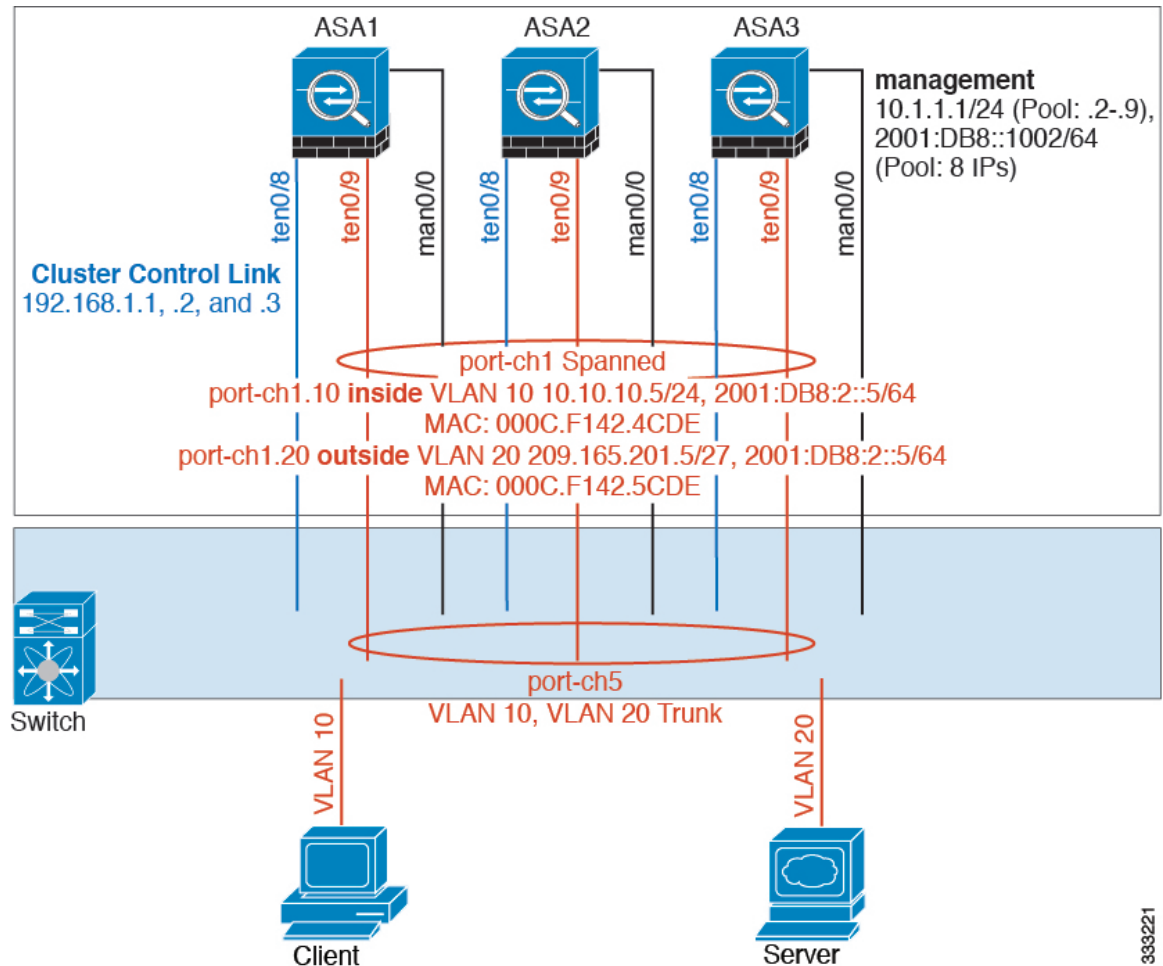 ASA1
ASA2
ASA3
management
10.1.1.1/24 (Pool: .2-.9),
2001:DB8::1002/64
(Pool: 8 IPs)
ten0/8
ten0/9
man0/0
ten0/8
ten0/9
man0/0
ten0/8
ten0/9
man0/0
Cluster Control Link
192.168.1.1, .2, and .3
port-ch1 Spanned
port-ch1.10 inside VLAN 10 10.10.10.5/24, 2001:DB8:2::5/64
MAC: 000C.F142.4CDE
port-ch1.20 outside VLAN 20 209.165.201.5/27, 2001:DB8:2::5/64
MAC: 000C.F142.5CDE
Switch
port-ch5
VLAN 10, VLAN 20 Trunk
VLAN 10
VLAN 20
Client
Server
333221